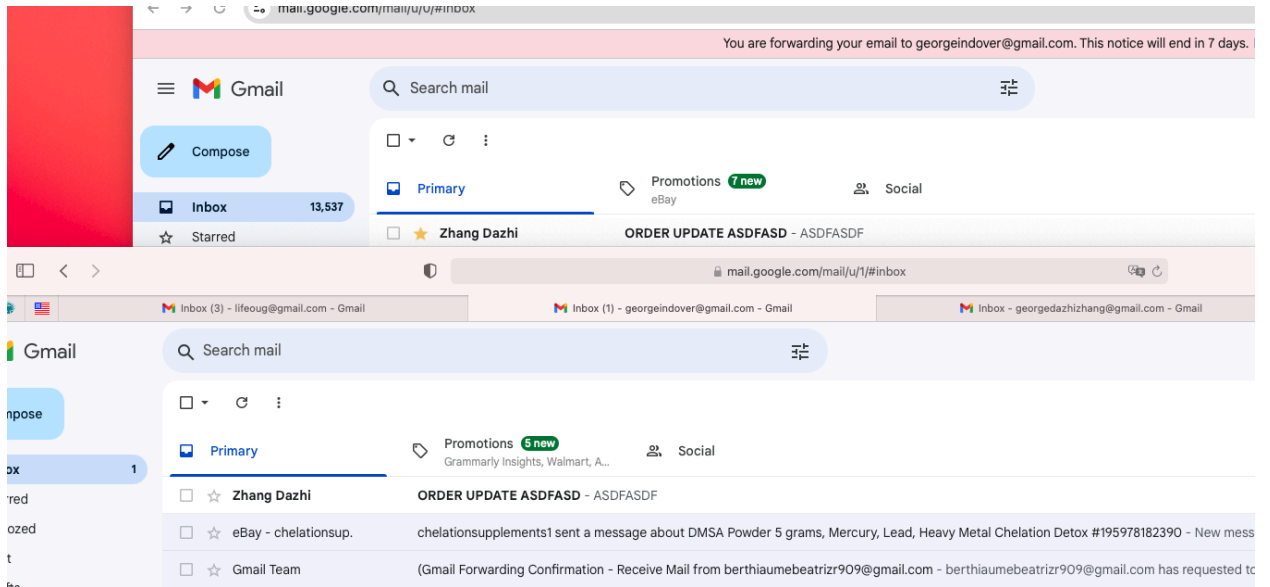 mail.google.com/mail/u/0/#inbox
You are forwarding your email to georgeindover@gmail.com. This notice will end in 7 days.
Gmail
Search mail
Compose
Primary
Promotions 7 new
eBay
Social
Inbox 13,537
Starred
Zhang Dazhi ORDER UPDATE ASDFASD - ASDFASDF
mail.google.com/mail/u/1/#inbox
Inbox (3) - lifeoug@gmail.com - Gmail
Inbox (1) - georgeindover@gmail.com - Gmail
Inbox - georgedazhizhang@gmail.com - Gmail
Gmail
Search mail
mpose
Primary
Promotions 5 new
Grammarly Insights, Walmart, A...
Social
ox 1
rred
Zhang Dazhi ORDER UPDATE ASDFASD - ASDFASDF
ozed
eBay - chelationsup. chelationsupplements1 sent a message about DMSA Powder 5 grams, Mercury, Lead, Heavy Metal Chelation Detox #195978182390 - New mess
t
Gmail Team (Gmail Forwarding Confirmation - Receive Mail from berthiaumebeatrizr909@gmail.com - berthiaumebeatrizr909@gmail.com has requested to